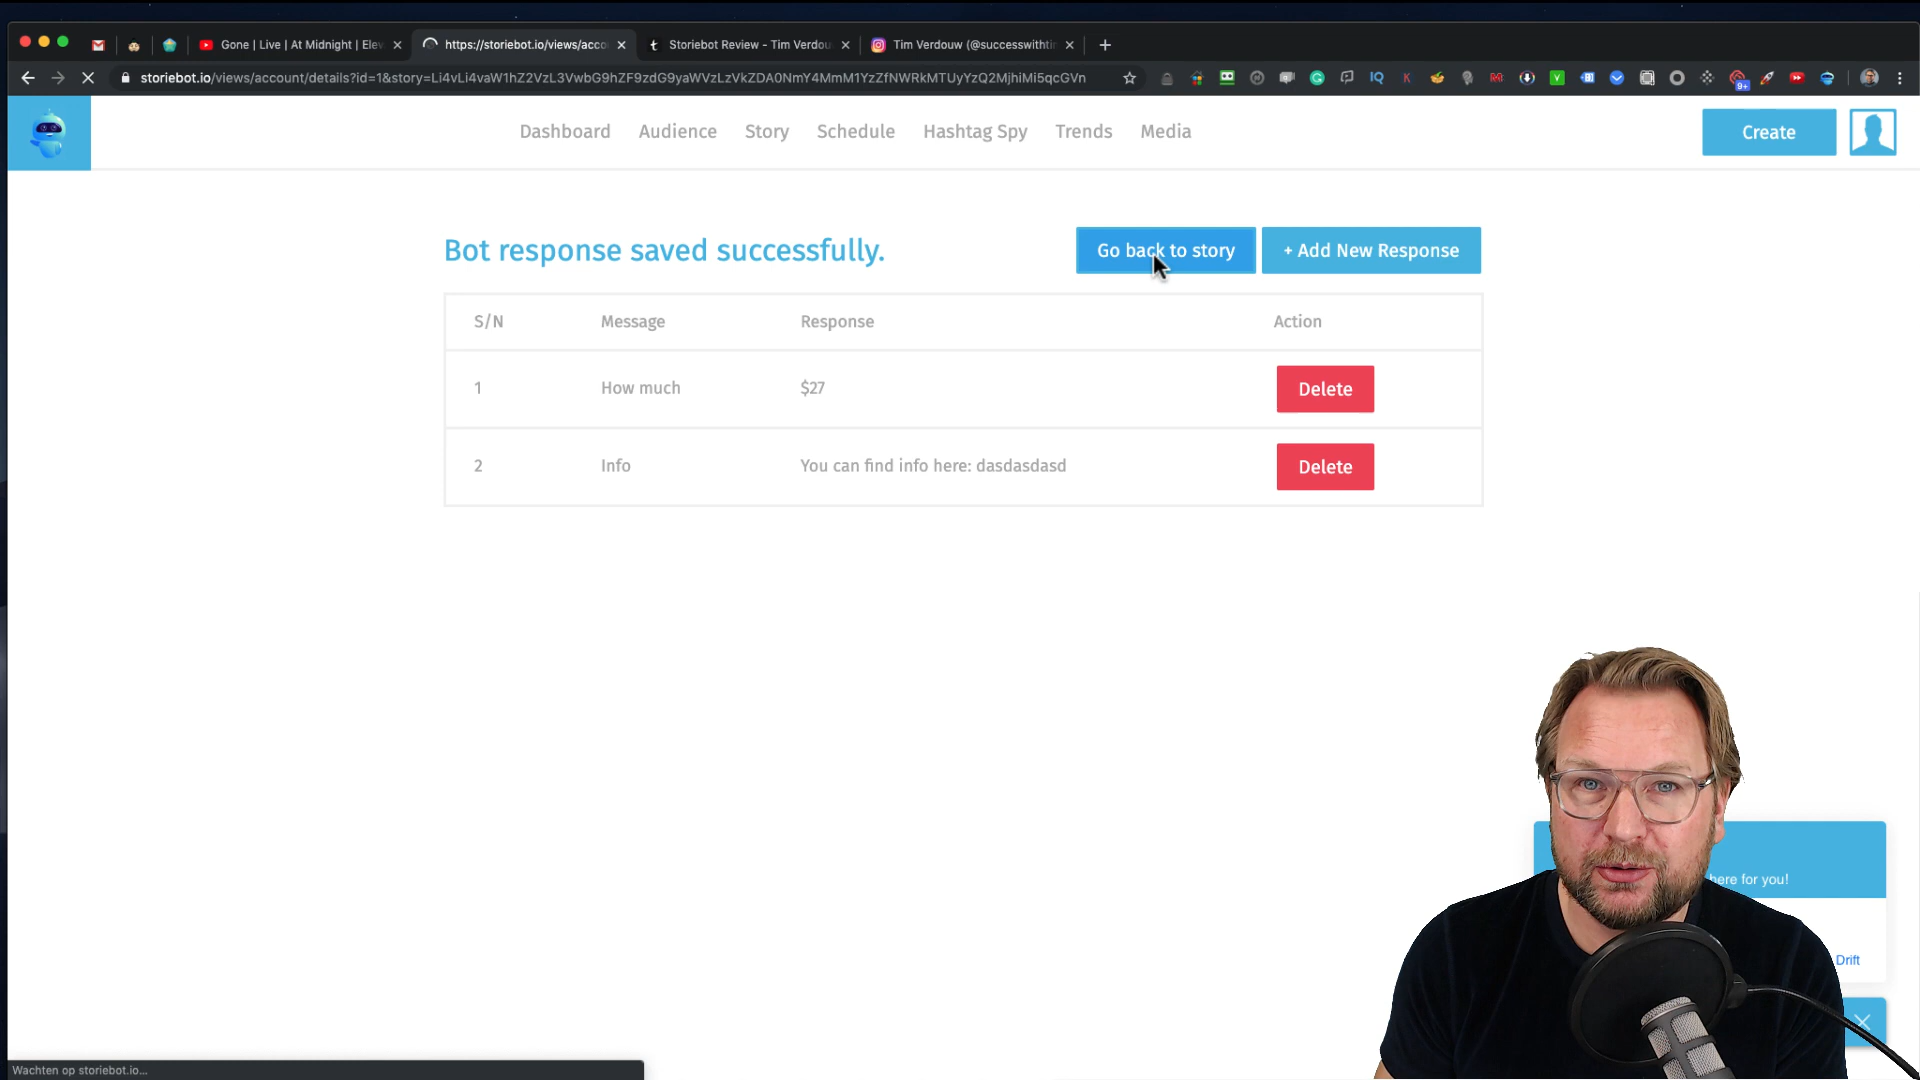 Gone | Live | At Midnight | Elev
https://storiebot.io/views/acco
Storiebot Review - Tim Verdou
Tim Verdouw (@successwithtim
storiebot.io/views/account/details?id=1&story=Li4vLi4vaW1hZ2VzL3VwbG9hZF9zdG9yaWVzLzVkZDA0NmY4MmM1YzZfNWRkMTUyYzQ2MjhiMi5qcGVn
Dashboard Audience Story Schedule Hashtag Spy Trends Media
Create
Bot response saved successfully.
Go back to story
+ Add New Response
S/N Message Response Action
1 How much $27 Delete
2 Info You can find info here: dasdasdasd Delete
here for you!
Drift
Wachten op storiebot.io...